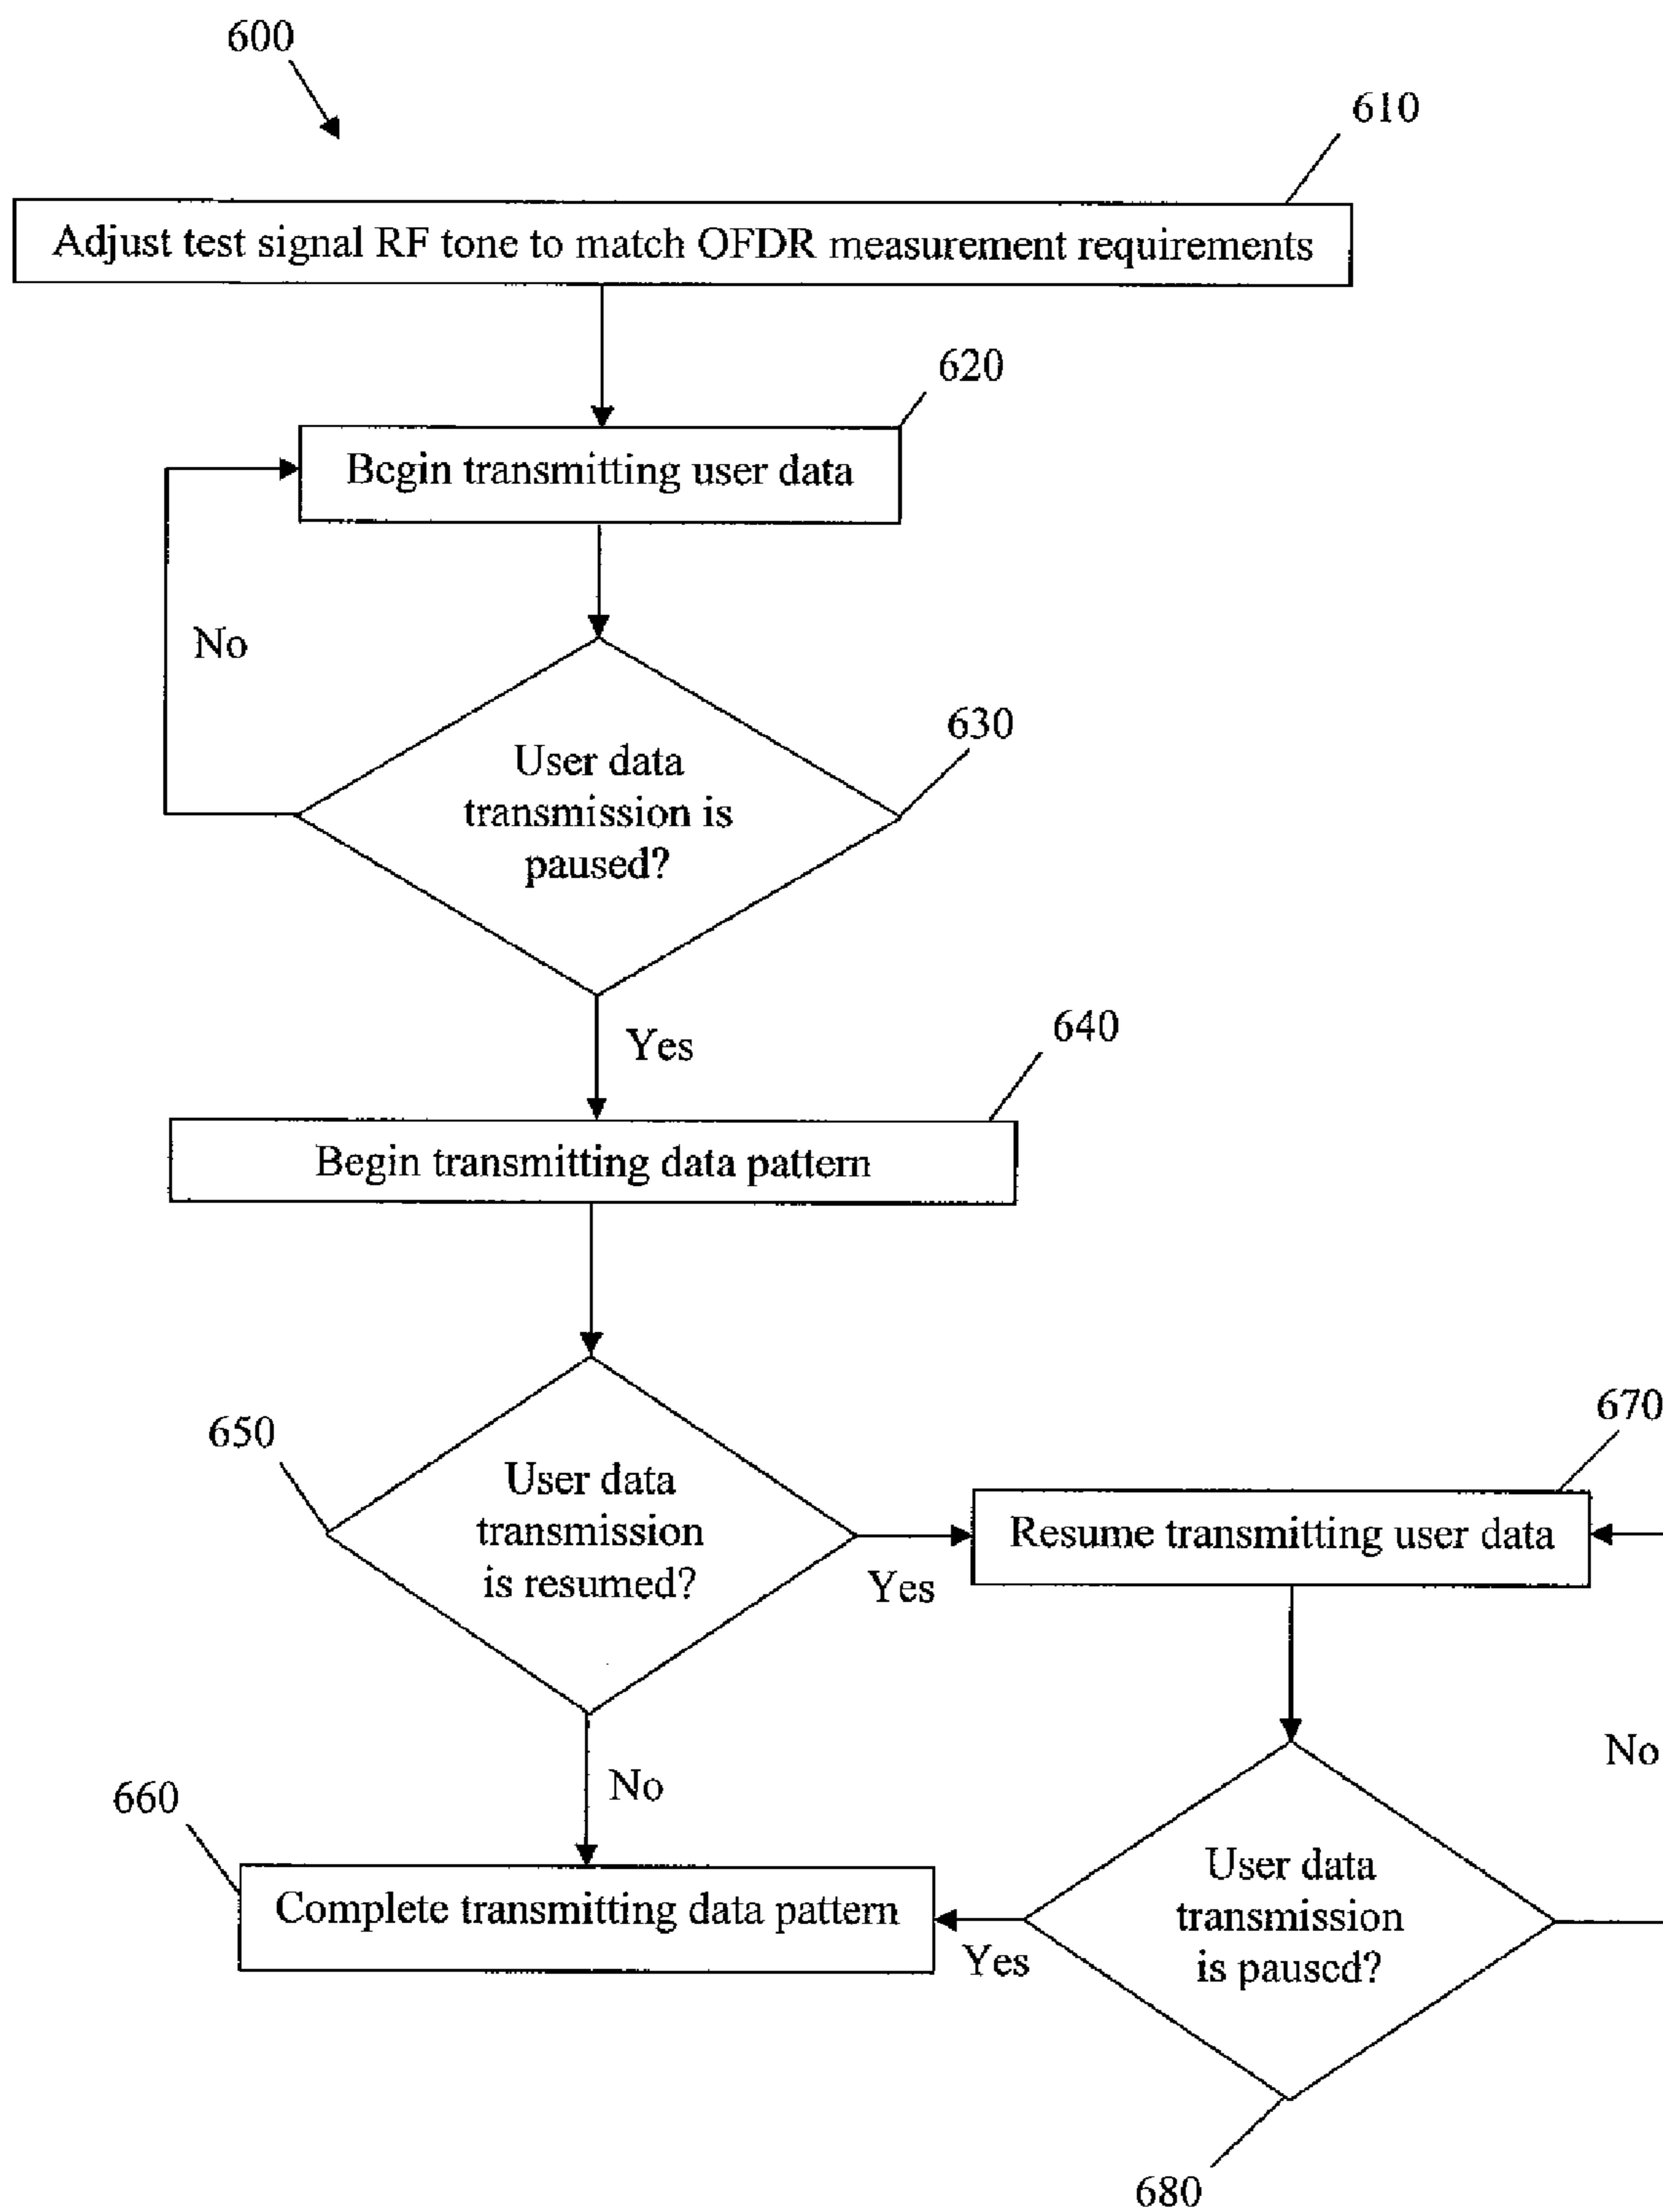 600
610
Adjust test signal RF tone to match OFDR measurement requirements
620
Begin transmitting user data
No
630
User data
transmission is
paused?
Yes
640
Begin transmitting data pattern
650
User data
transmission
is resumed?
Yes
670
Resume transmitting user data
No
No
660
Complete transmitting data pattern
Yes
User data
transmission
is paused?
680